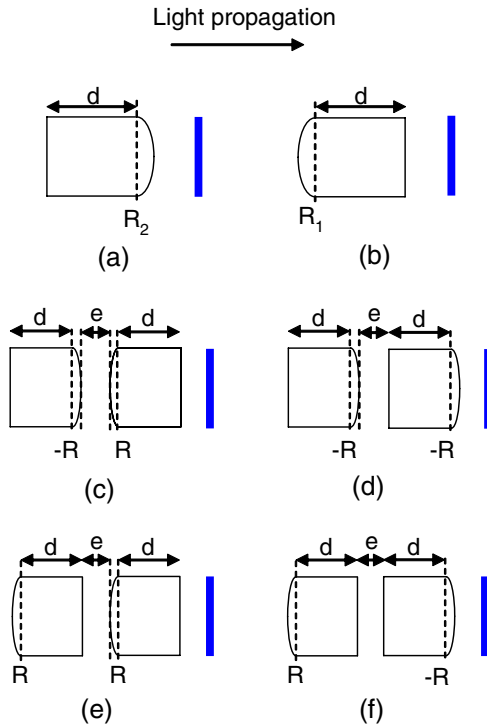 Light propagation
d d
R2 R1
(a) (b)
d e d d e d
-R R -R -R
(c) (d)
d e d d e d
R R R -R
(e) (f)